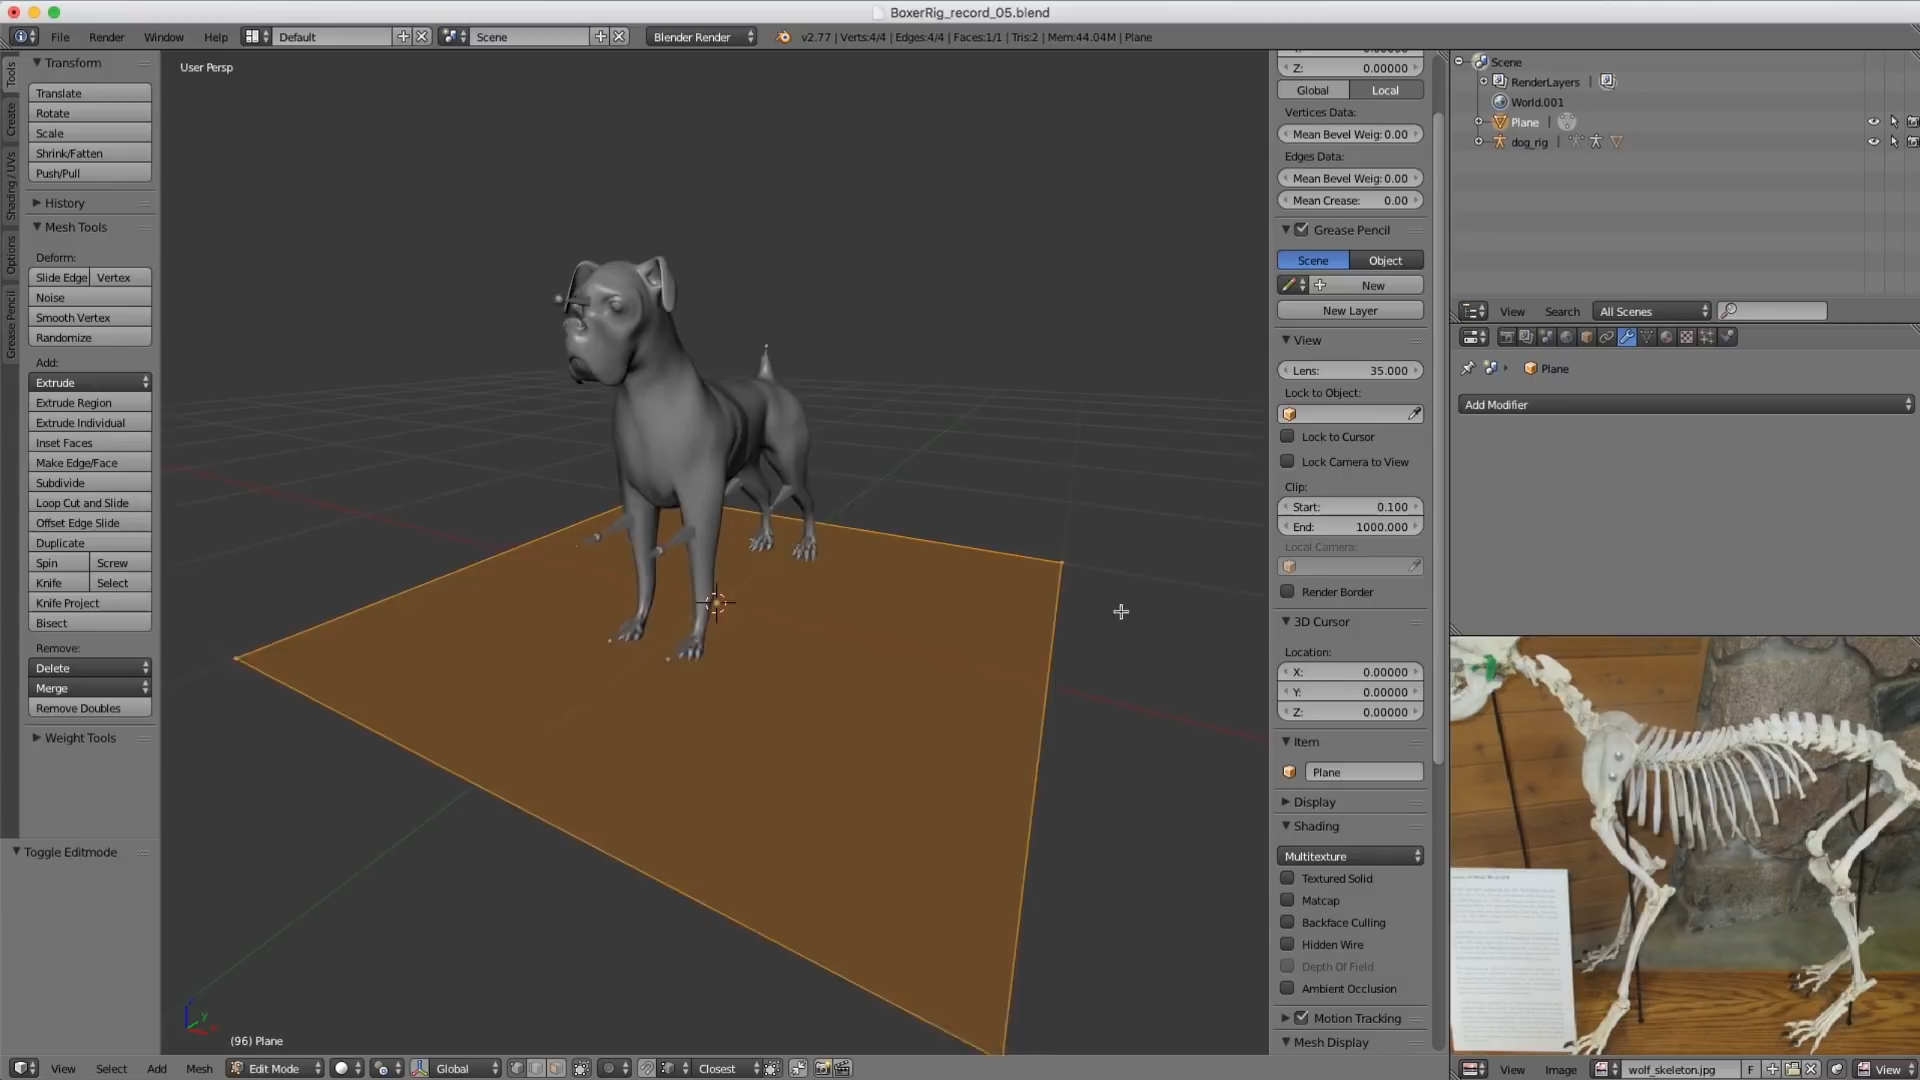 BoxerRig_record_05.blend
File Render Window Help Default Scene Blender Render v2.77 | Verts:4/4 | Edges:4/4 | Faces:1/1 | Tris:2 | Mem:44.04M | Plane
Tools
Create
Shading / UVs
Options
Grease Pencil
Transform
Translate
Rotate
Scale
Shrink/Fatten
Push/Pull
History
Mesh Tools
Deform:
Slide Edge Vertex
Noise
Smooth Vertex
Randomize
Add:
Extrude
Extrude Region
Extrude Individual
Inset Faces
Make Edge/Face
Subdivide
Loop Cut and Slide
Offset Edge Slide
Duplicate
Spin Screw
Knife Select
Knife Project
Bisect
Remove:
Delete
Merge
Remove Doubles
Weight Tools
Toggle Editmode
User Persp
(96) Plane
z
y
x
View Select Add Mesh Edit Mode Global Closest
Z: 0.00000
Global Local
Vertices Data:
Mean Bevel Weig: 0.00
Edges Data:
Mean Bevel Weig: 0.00
Mean Crease: 0.00
Grease Pencil
Scene Object
New
New Layer
View
Lens: 35.000
Lock to Object:
Lock to Cursor
Lock Camera to View
Clip:
Start: 0.100
End: 1000.000
Local Camera:
Render Border
3D Cursor
Location:
X: 0.00000
Y: 0.00000
Z: 0.00000
Item
Plane
Display
Shading
Multitexture
Textured Solid
Matcap
Backface Culling
Hidden Wire
Depth Of Field
Ambient Occlusion
Motion Tracking
Mesh Display
Scene
RenderLayers |
World.001
Plane |
dog_rig |
View Search All Scenes
Plane
Add Modifier
View Image wolf_skeleton.jpg F View